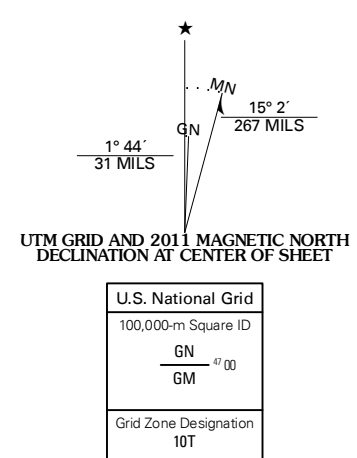 ★
MN
GN
15° 2´
267 MILS
1° 44´
31 MILS
UTM GRID AND 2011 MAGNETIC NORTH
DECLINATION AT CENTER OF SHEET
U.S. National Grid
100,000-m Square ID
GN
47 00
GM
Grid Zone Designation
10T